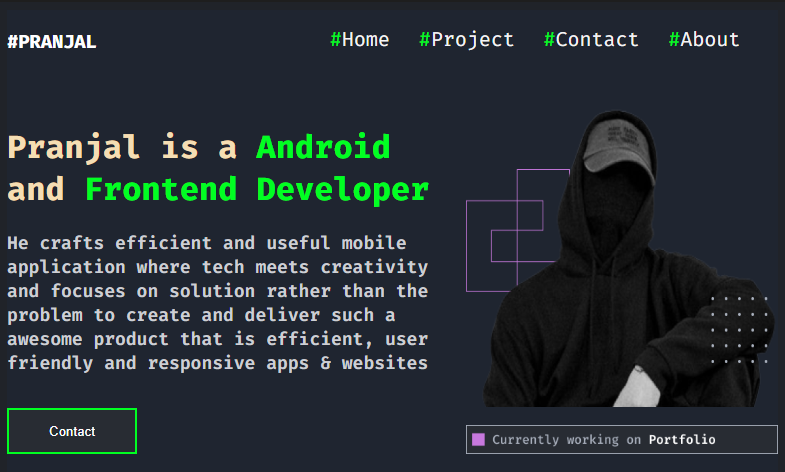 #PRANJAL
#Home #Project #Contact #About
Pranjal is a Android
and Frontend Developer
He crafts efficient and useful mobile
application where tech meets creativity
and focuses on solution rather than the
problem to create and deliver such a
awesome product that is efficient, user
friendly and responsive apps & websites
Contact
Currently working on Portfolio